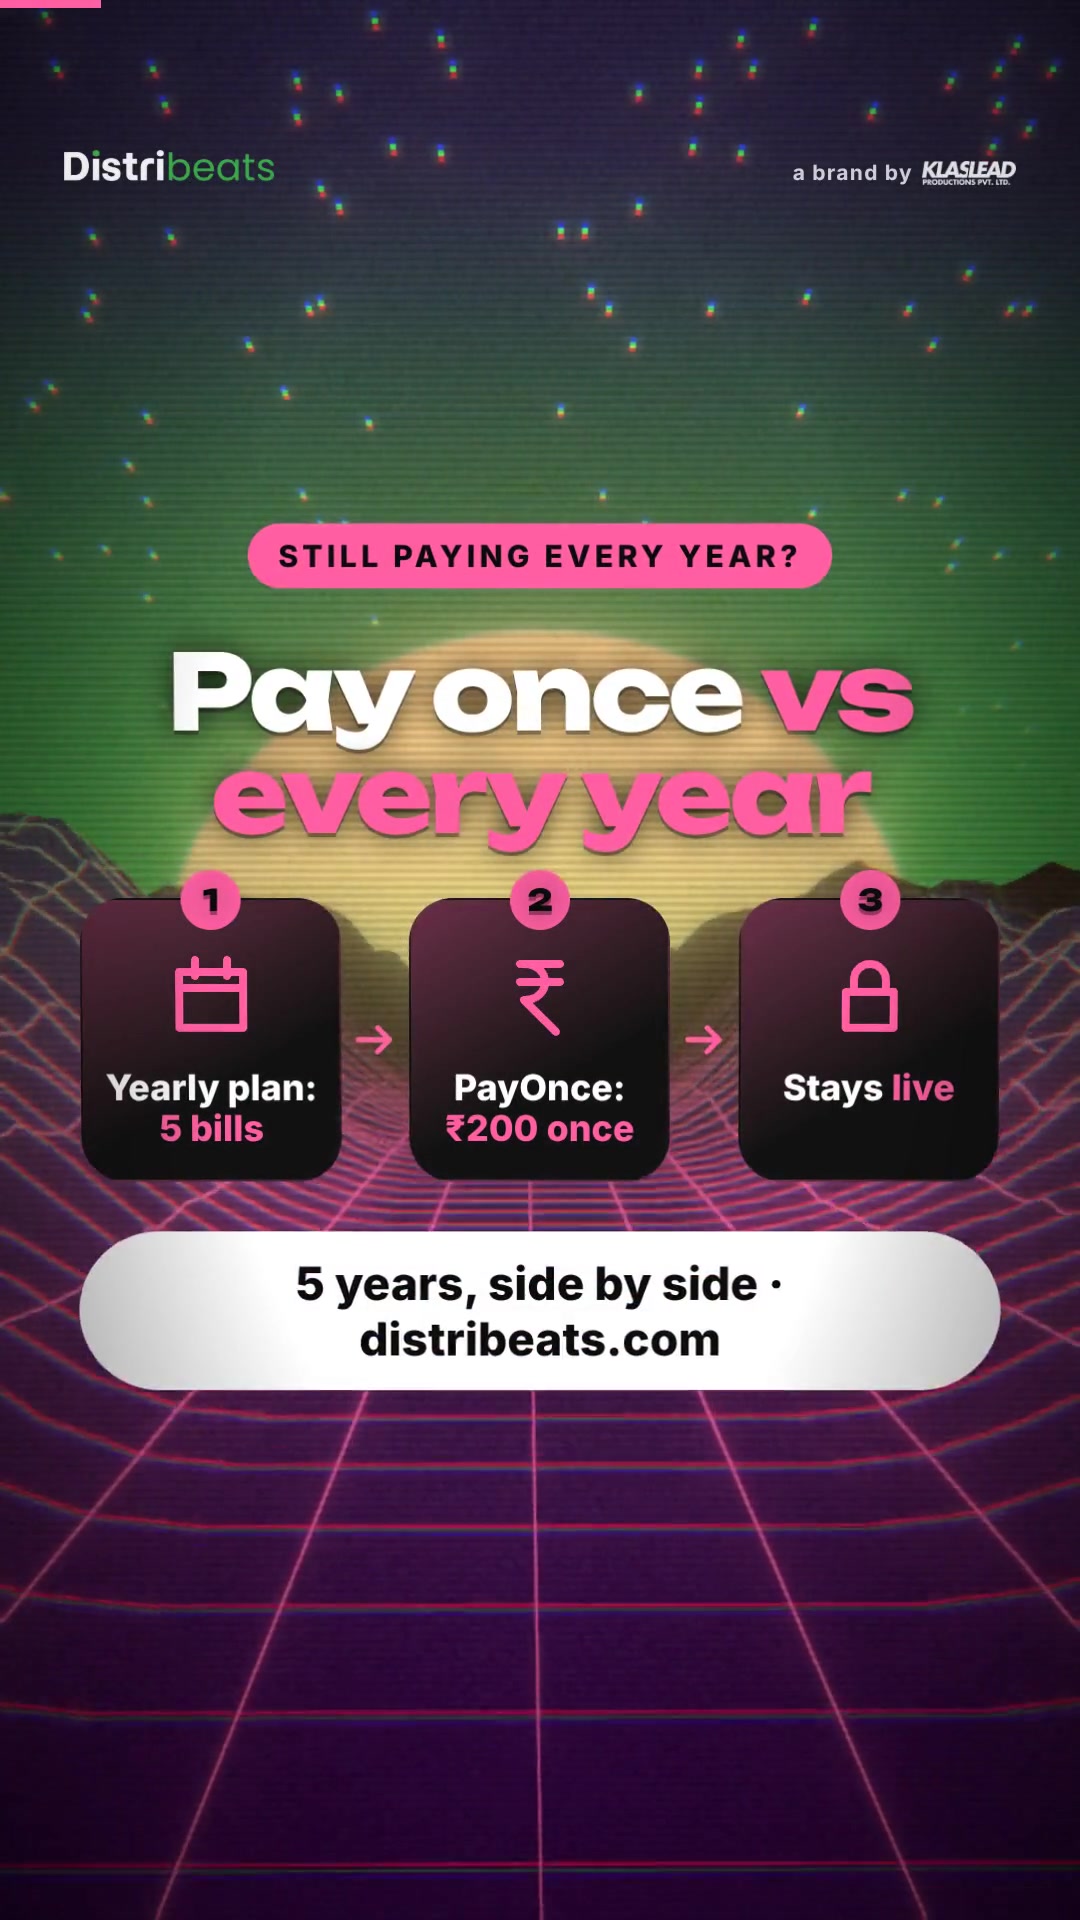 Distribeats
a brand by KLASLEAD
PRODUCTIONS PVT. LTD.
STILL PAYING EVERY YEAR?
Pay once vs
every year
1
2
3
Yearly plan:
5 bills
PayOnce:
₹200 once
Stays live
5 years, side by side ·
distribeats.com